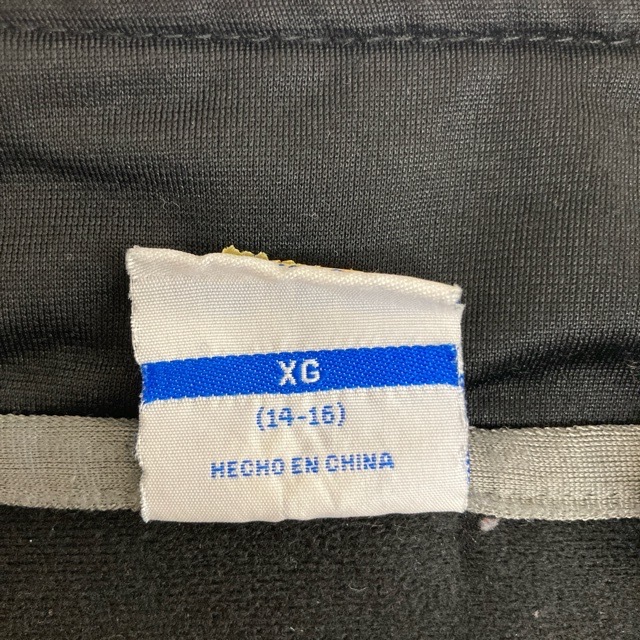 XG
(14-16)
HECHO EN CHINA